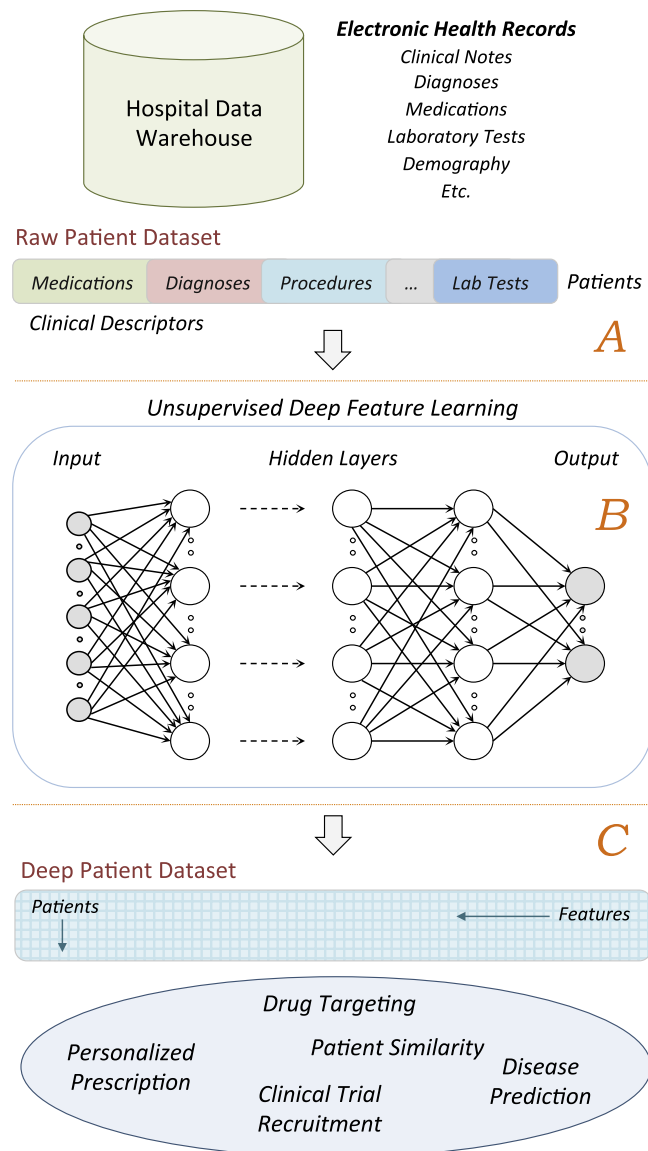 Electronic Health Records
Clinical Notes
Diagnoses
Medications
Laboratory Tests
Demography
Etc.
Hospital Data
Warehouse
Raw Patient Dataset
Medications Diagnoses Procedures ... Lab Tests Patients
Clinical Descriptors
A
Unsupervised Deep Feature Learning
Input Hidden Layers Output
B
C
Deep Patient Dataset
Patients
Features
Drug Targeting
Personalized
Prescription
Patient Similarity
Disease
Prediction
Clinical Trial
Recruitment